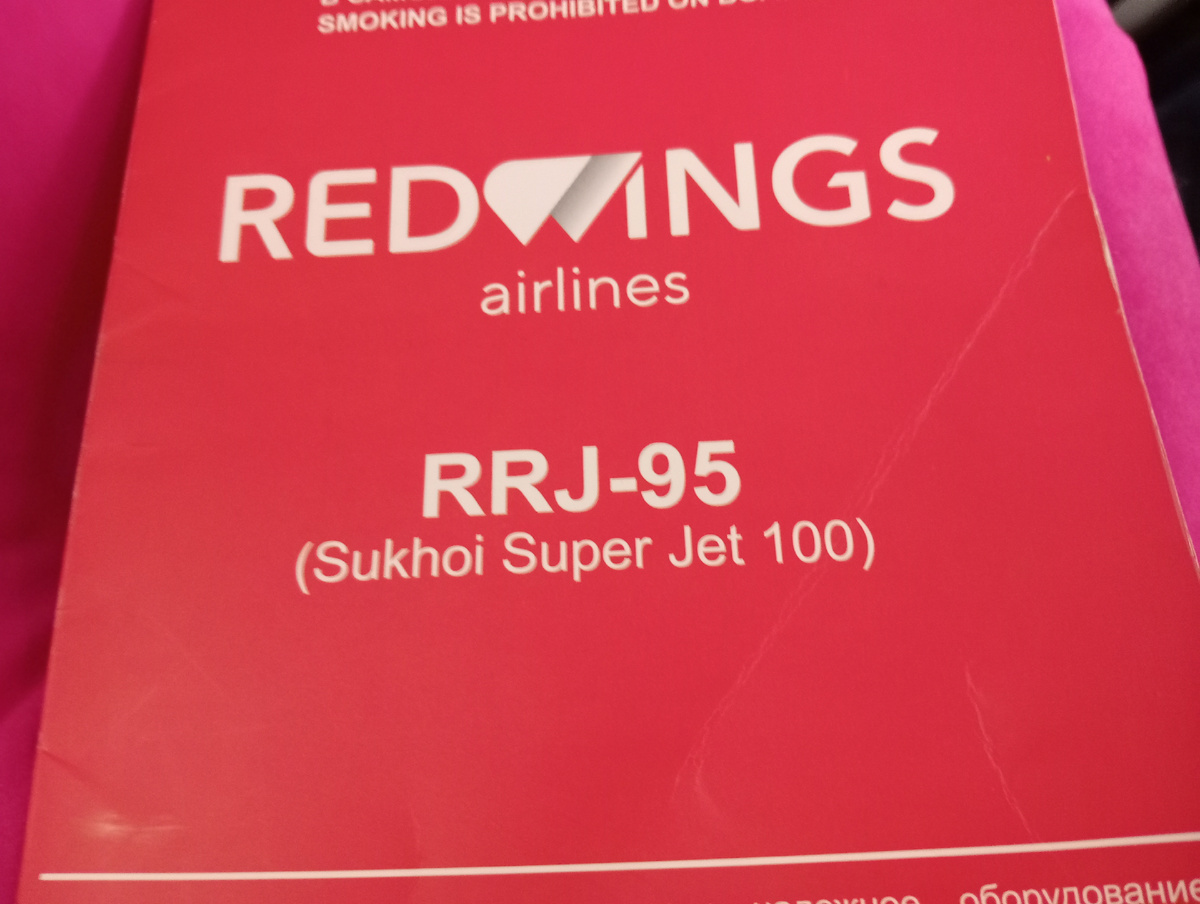 SMOKING IS PROHIBITED ON
REDWINGS
airlines
RRJ-95
(Sukhoi Super Jet 100)
оборудование